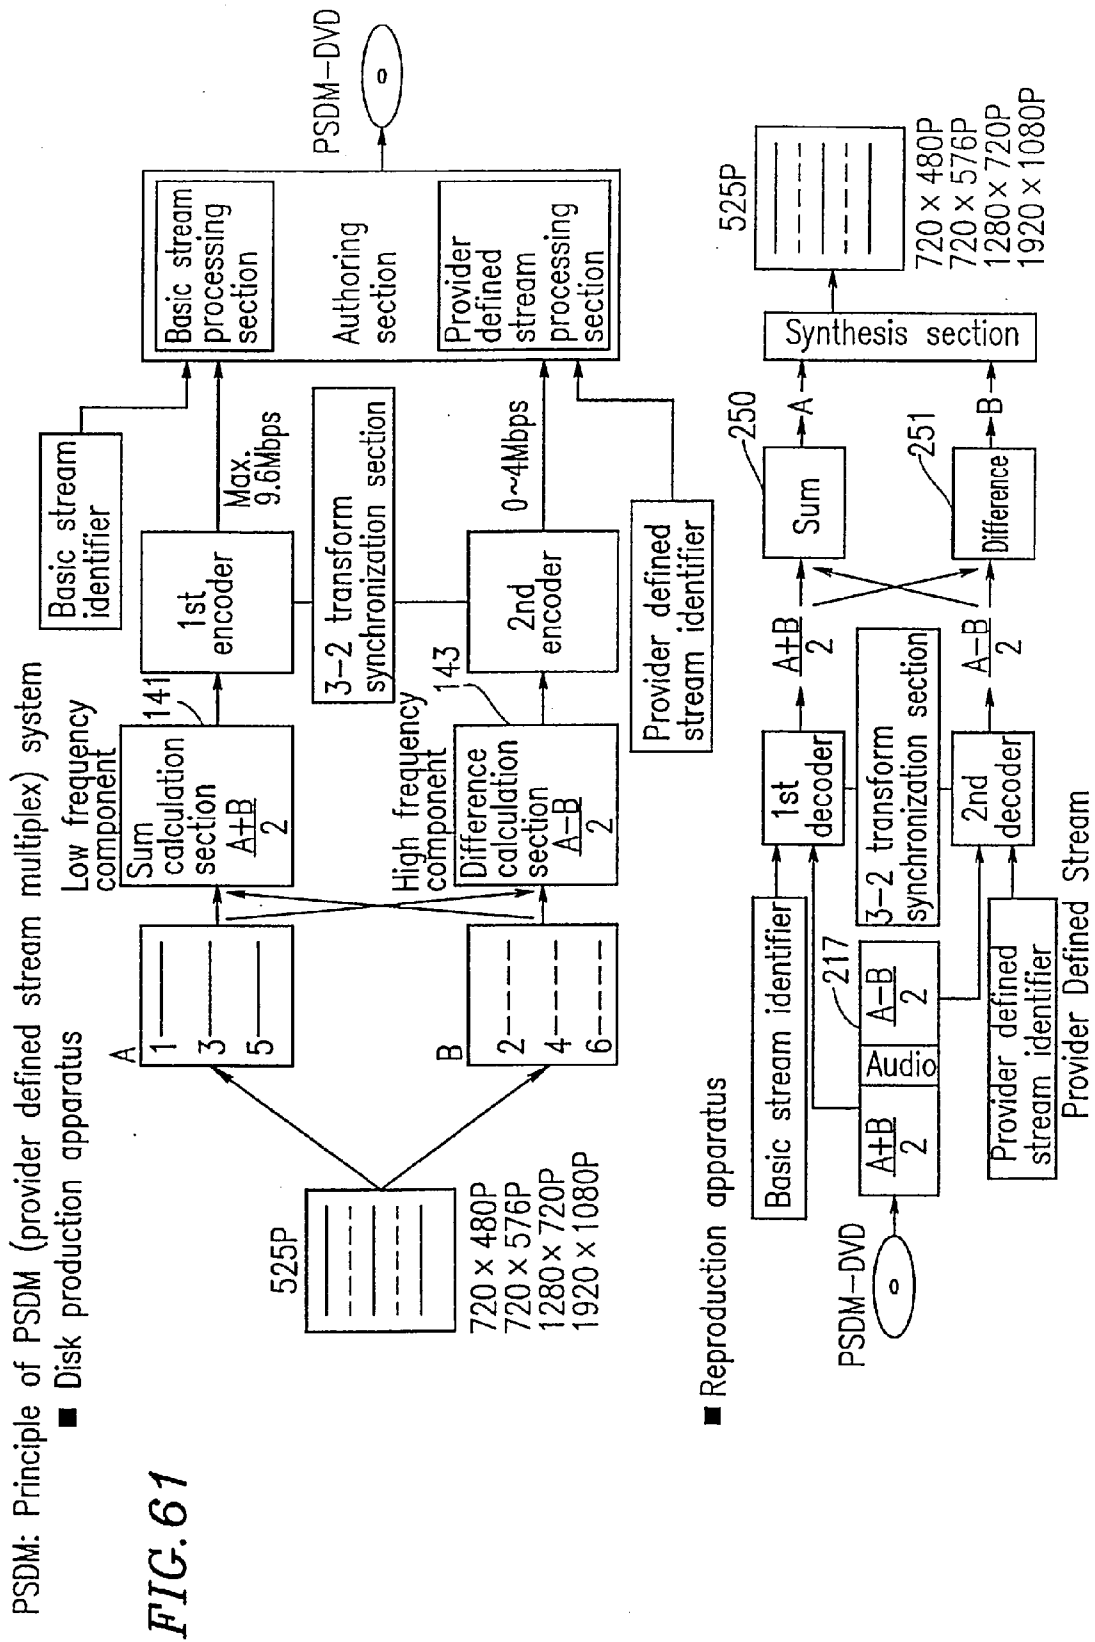 PSDM: Principle of PSDM (provider defined stream multiplex) system
■ Disk production apparatus
FIG. 61
525P
720 × 480P
720 × 576P
1280 × 720P
1920 × 1080P
A
1
3
5
B
2
4
6
Low frequency
component
Sum
calculation
section
A+B
2
141
High frequency
component
Difference
calculation
section
A−B
2
143
Basic stream
identifier
1st
encoder
3−2 transform
synchronization section
2nd
encoder
Provider defined
stream identifier
Max.
9.6Mbps
0~4Mbps
Basic stream
processing
section
Authoring
section
Provider
defined
stream
processing
section
PSDM−DVD
■ Reproduction apparatus
PSDM−DVD
Basic stream identifier
A+B
2
Audio
A−B
2
217
Provider defined
stream identifier
Provider Defined Stream
1st
decoder
3−2 transform
synchronization section
2nd
decoder
A+B
2
A−B
2
Sum
250
Difference
251
A
B
Synthesis section
525P
720 × 480P
720 × 576P
1280 × 720P
1920 × 1080P